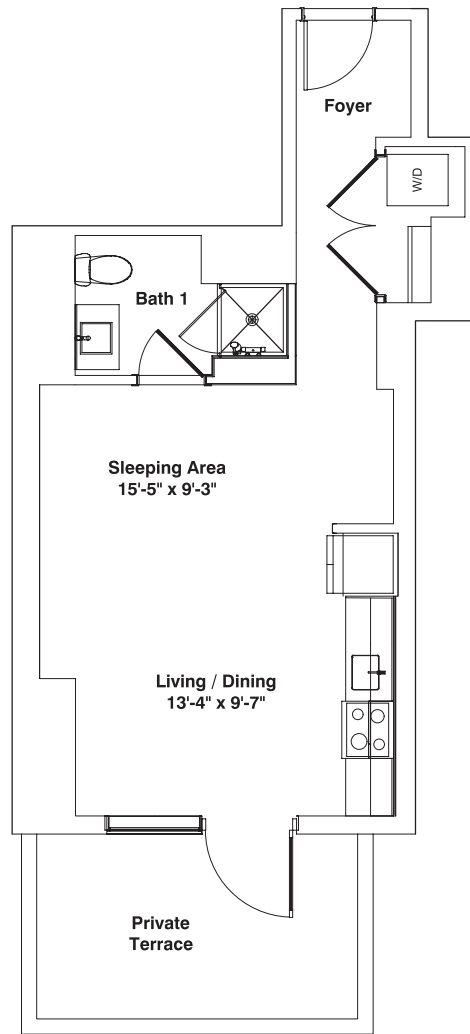 Foyer
W/D
Bath 1
Sleeping Area
15'-5" x 9'-3"
Living / Dining
13'-4" x 9'-7"
Private
Terrace